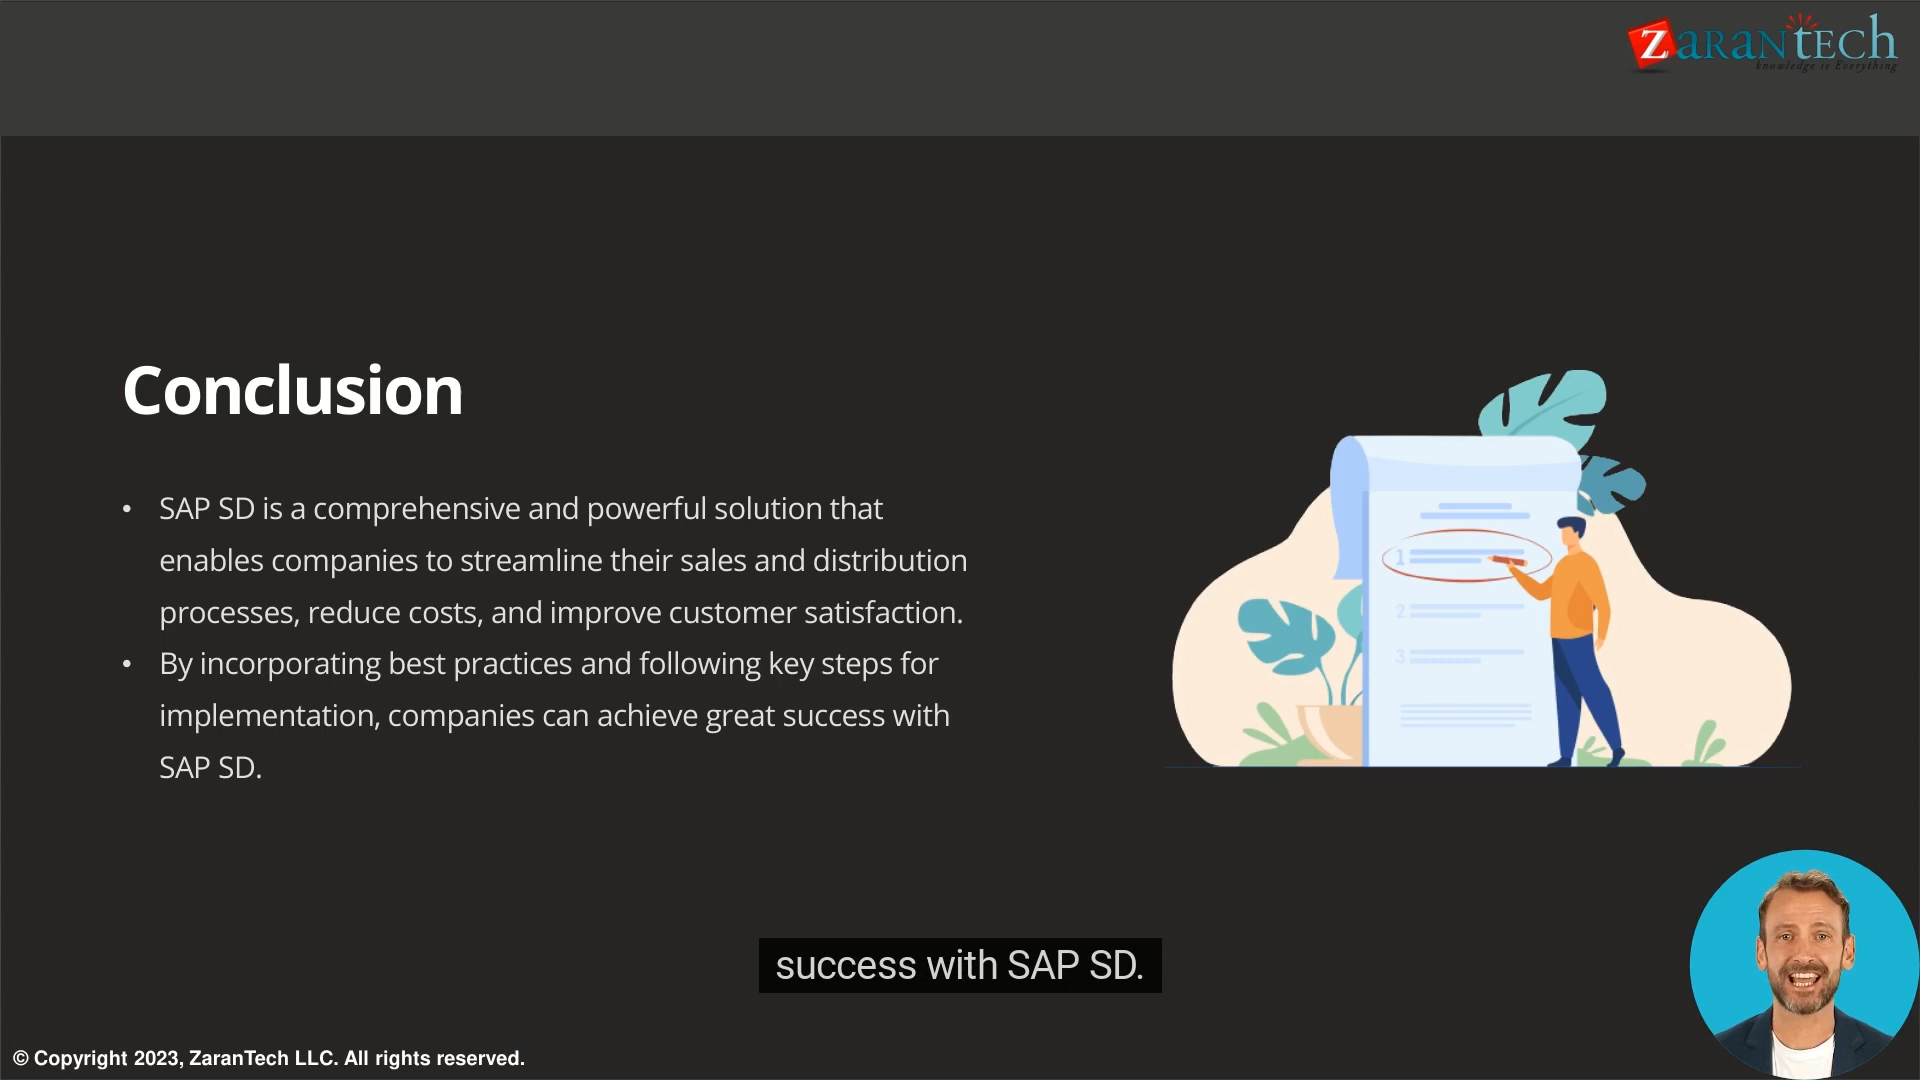 ZaranTech
knowledge is Everything
Conclusion
• SAP SD is a comprehensive and powerful solution that
enables companies to streamline their sales and distribution
processes, reduce costs, and improve customer satisfaction.
• By incorporating best practices and following key steps for
implementation, companies can achieve great success with
SAP SD.
1
2
3
success with SAP SD.
© Copyright 2023, ZaranTech LLC. All rights reserved.